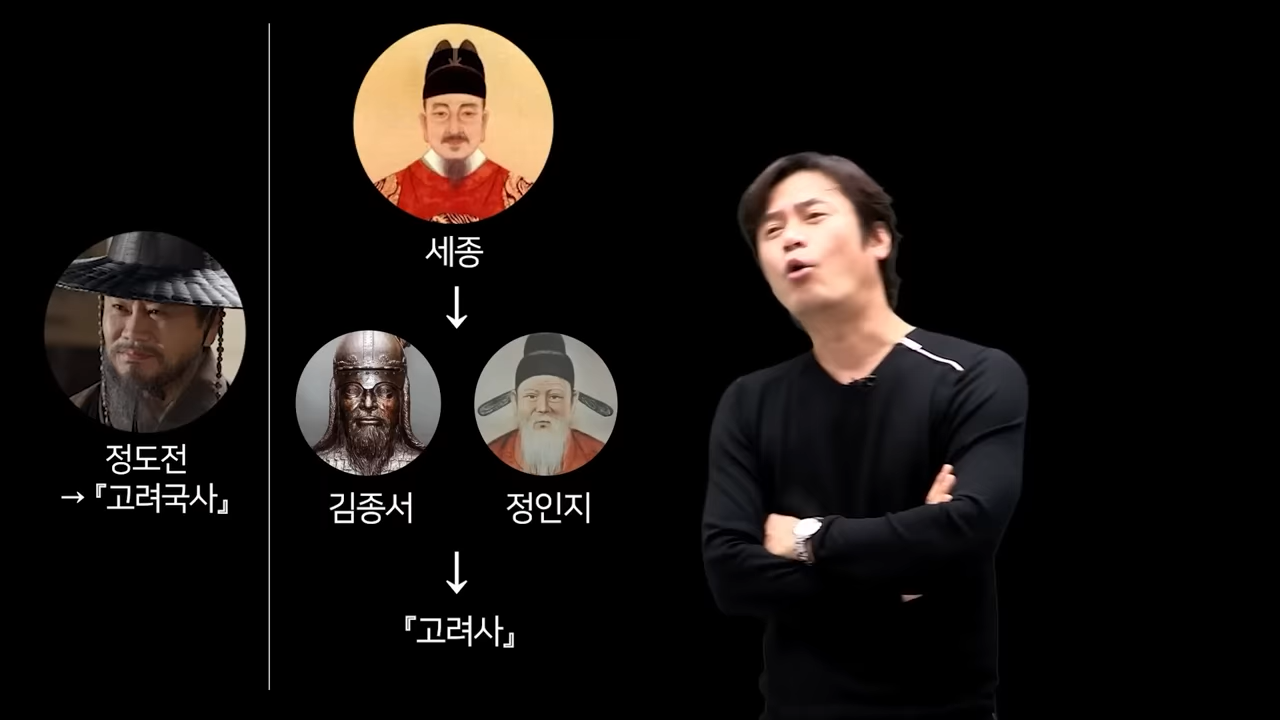 정도전
→『고려국사』
세종
↓
김종서
정인지
↓
『고려사』